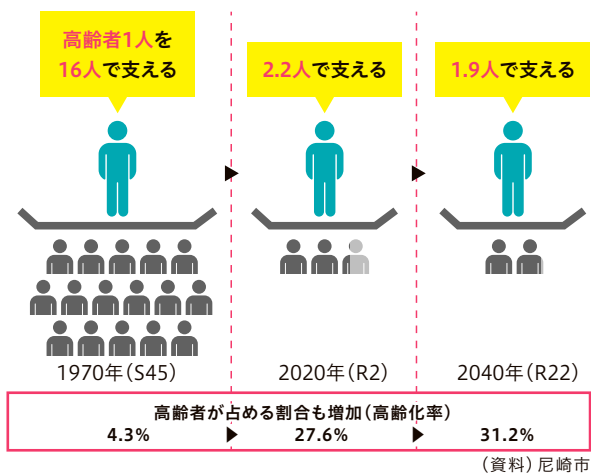 高齢者1人を
16人で支える
2.2人で支える
1.9人で支える
1970年(S45)
2020年(R2)
2040年(R22)
高齢者が占める割合も増加(高齢化率)
4.3%
27.6%
31.2%
(資料)尼崎市